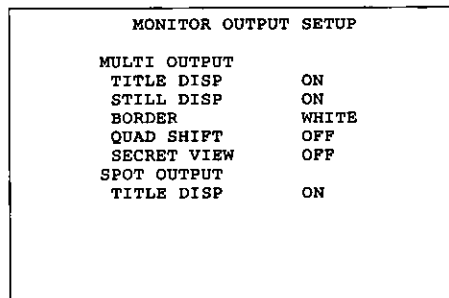 MONITOR OUTPUT SETUP
MULTI OUTPUT
TITLE DISP ON
STILL DISP ON
BORDER WHITE
QUAD SHIFT OFF
SECRET VIEW OFF
SPOT OUTPUT
TITLE DISP ON